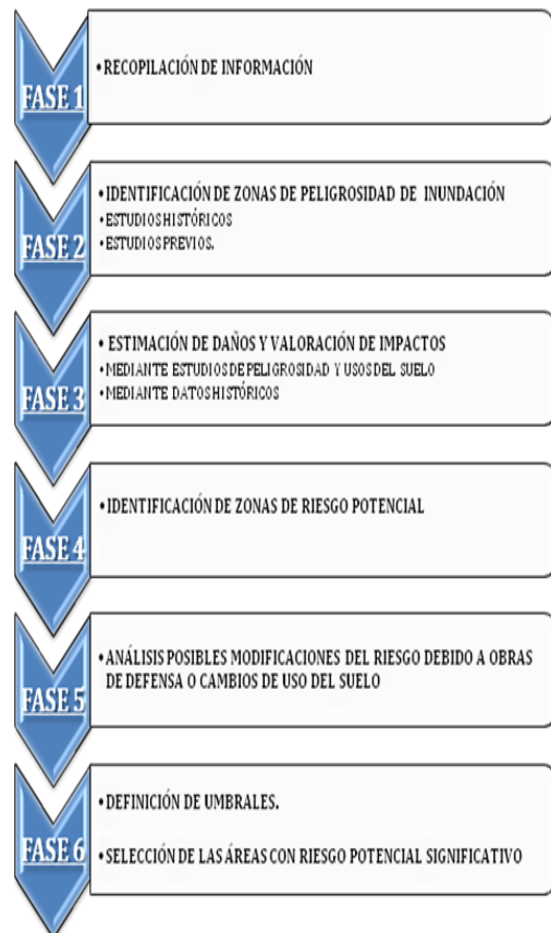 FASE 1
• RECOPILACIÓN DE INFORMACIÓN
FASE 2
• IDENTIFICACIÓN DE ZONAS DE PELIGROSIDAD DE INUNDACIÓN
• ESTUDIOS HISTÓRICOS
• ESTUDIOS PREVIOS.
FASE 3
• ESTIMACIÓN DE DAÑOS Y VALORACIÓN DE IMPACTOS
• MEDIANTE ESTUDIOS DE PELIGROSIDAD Y USOS DEL SUELO
• MEDIANTE DATOS HISTÓRICOS
FASE 4
• IDENTIFICACIÓN DE ZONAS DE RIESGO POTENCIAL
FASE 5
• ANÁLISIS POSIBLES MODIFICACIONES DEL RIESGO DEBIDO A OBRAS
DE DEFENSA O CAMBIOS DE USO DEL SUELO
FASE 6
• DEFINICIÓN DE UMBRALES.
• SELECCIÓN DE LAS ÁREAS CON RIESGO POTENCIAL SIGNIFICATIVO